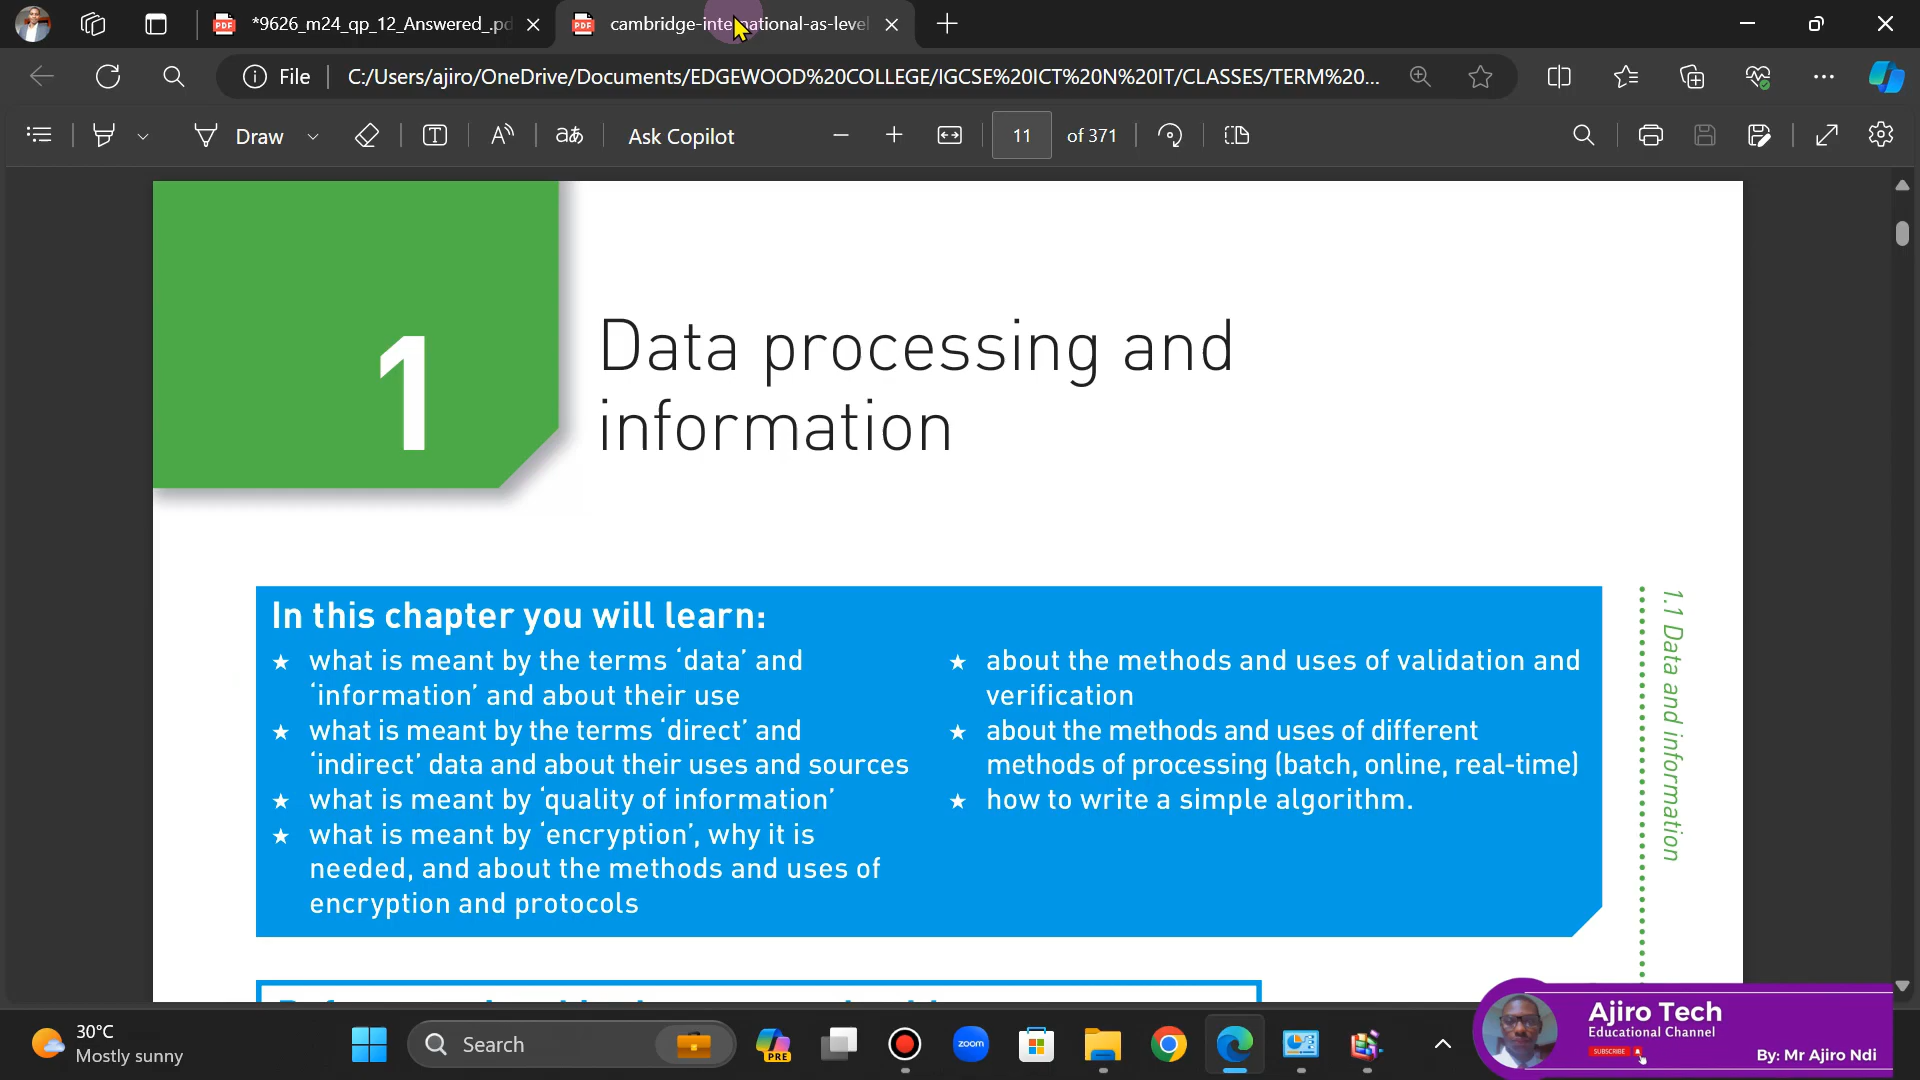 *9626_m24_qp_12_Answered_.pd
cambridge-international-as-level
File
C:/Users/ajiro/OneDrive/Documents/EDGEWOOD%20COLLEGE/IGCSE%20ICT%20N%20IT/CLASSES/TERM%20...
Draw
Ask Copilot
11 of 371
1
Data processing and
information
In this chapter you will learn:
★ what is meant by the terms ‘data’ and
‘information’ and about their use
★ what is meant by the terms ‘direct’ and
‘indirect’ data and about their uses and sources
★ what is meant by ‘quality of information’
★ what is meant by ‘encryption’, why it is
needed, and about the methods and uses of
encryption and protocols
★ about the methods and uses of validation and
verification
★ about the methods and uses of different
methods of processing (batch, online, real-time)
★ how to write a simple algorithm.
1.1 Data and information
30°C
Mostly sunny
Search
PRE
zoom
Ajiro Tech
Educational Channel
SUBSCRIBE
By: Mr Ajiro Ndi